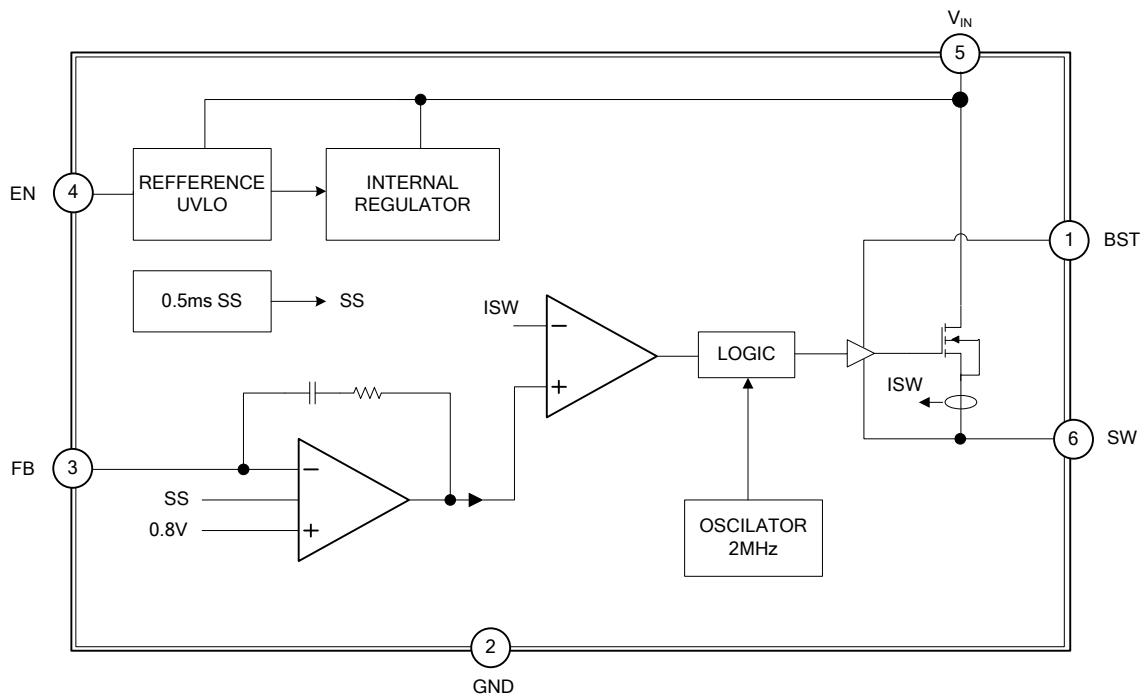 VIN
5
4
EN
REFFERENCE
UVLO
INTERNAL
REGULATOR
1
BST
0.5ms SS
SS
ISW
−
+
LOGIC
ISW
6
SW
3
FB
−
SS
0.8V
+
OSCILATOR
2MHz
2
GND